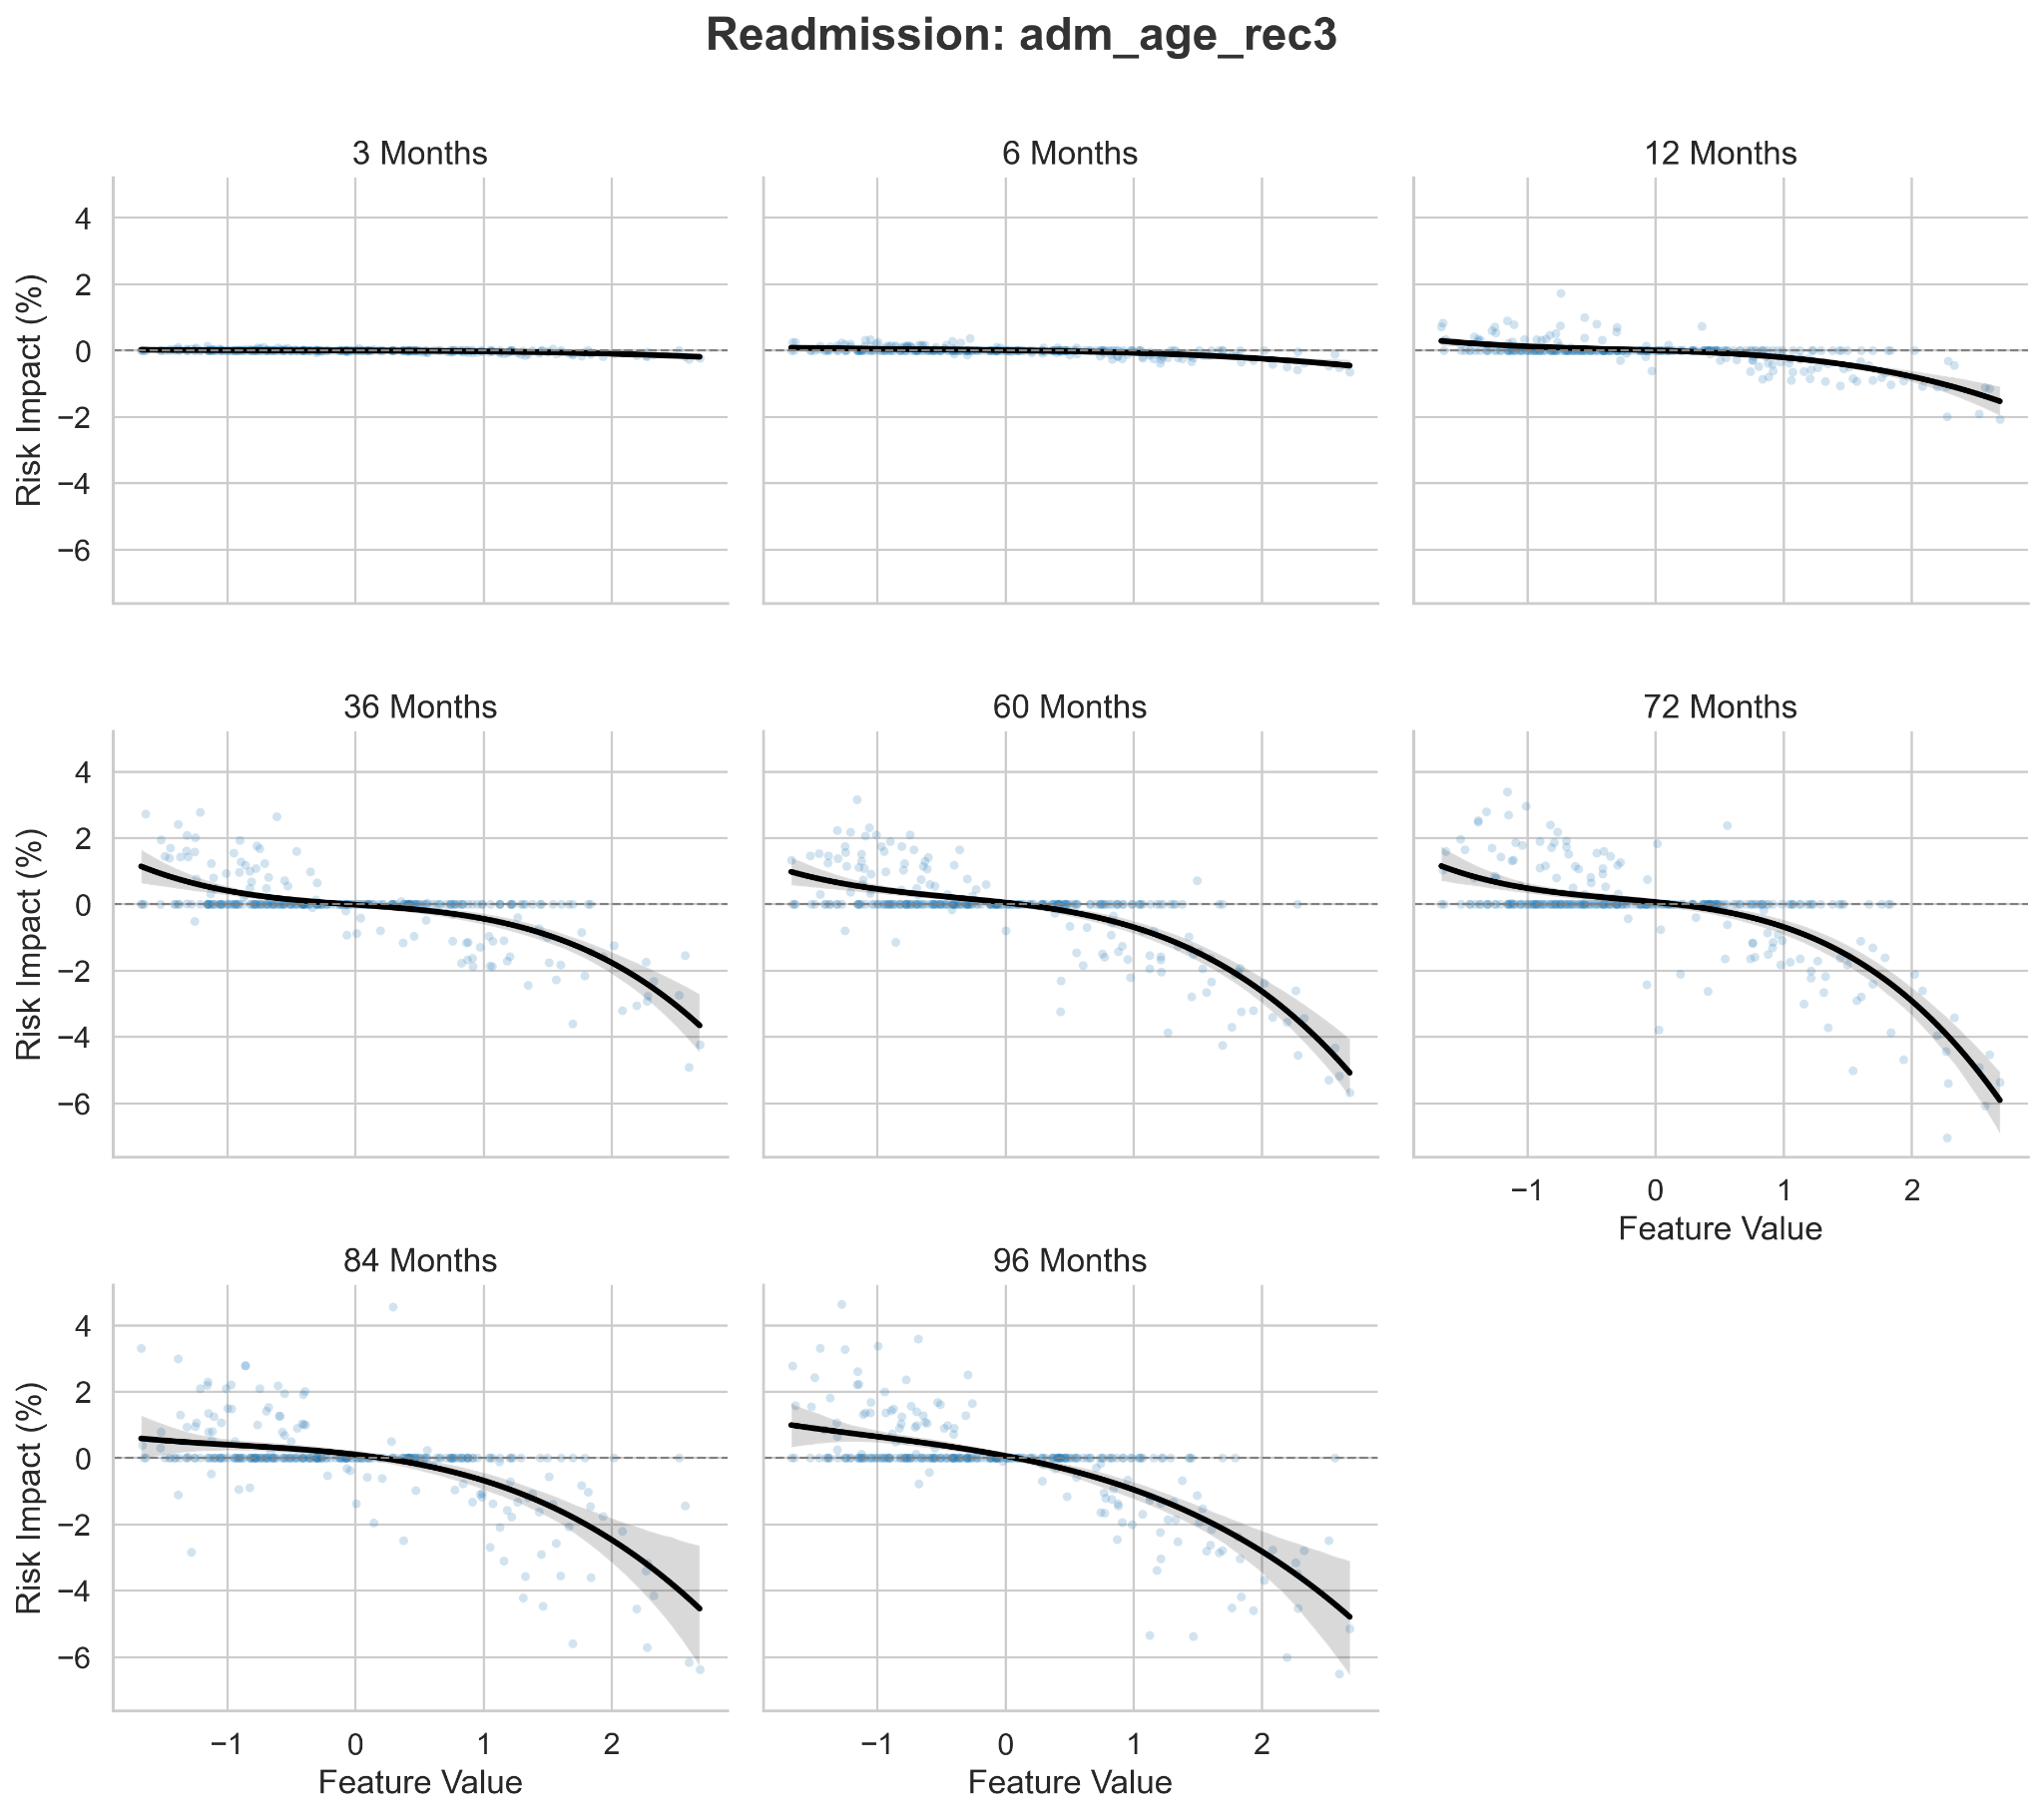 Readmission: adm_age_rec3
3 Months
6 Months
12 Months
Risk Impact (%)
4
2
0
−2
−4
−6
36 Months
60 Months
72 Months
Risk Impact (%)
4
2
0
−2
−4
−6
−1 0 1 2
Feature Value
84 Months
96 Months
Risk Impact (%)
4
2
0
−2
−4
−6
−1 0 1 2
−1 0 1 2
Feature Value
Feature Value